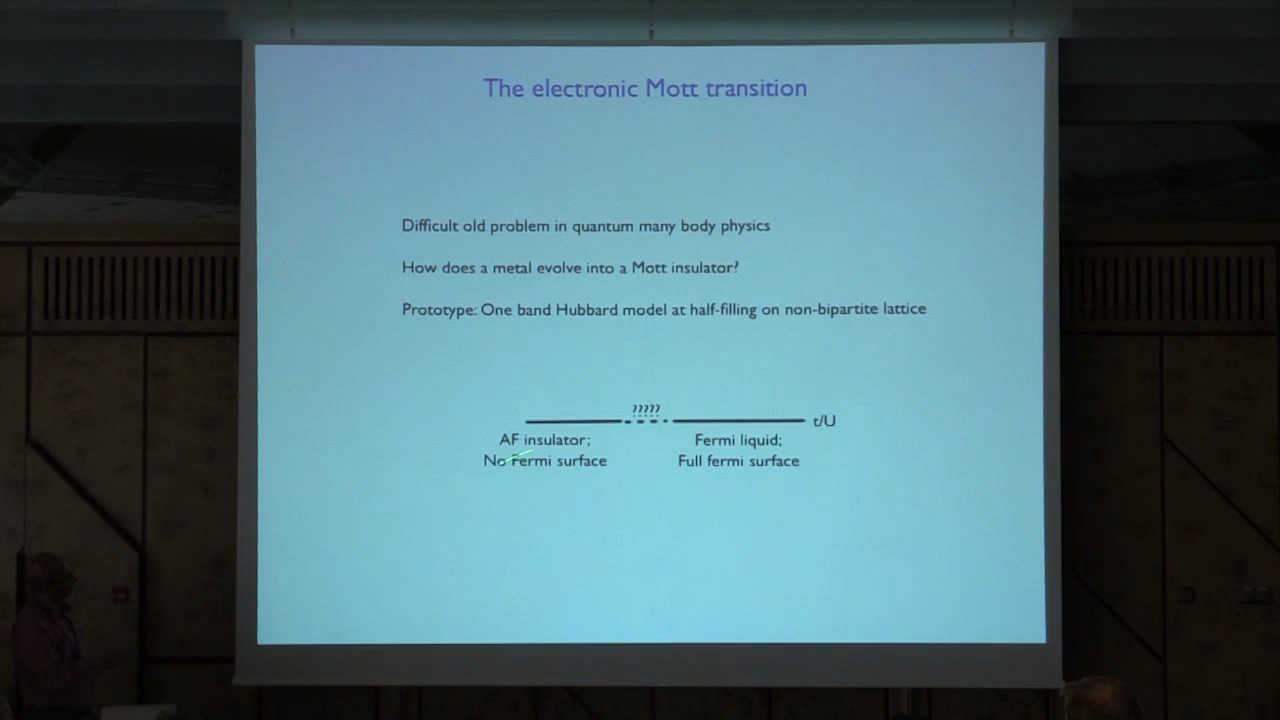 The electronic Mott transition
Difficult old problem in quantum many body physics
How does a metal evolve into a Mott insulator?
Prototype: One band Hubbard model at half-filling on non-bipartite lattice
?????
t/U
AF insulator;
No Fermi surface
Fermi liquid;
Full fermi surface